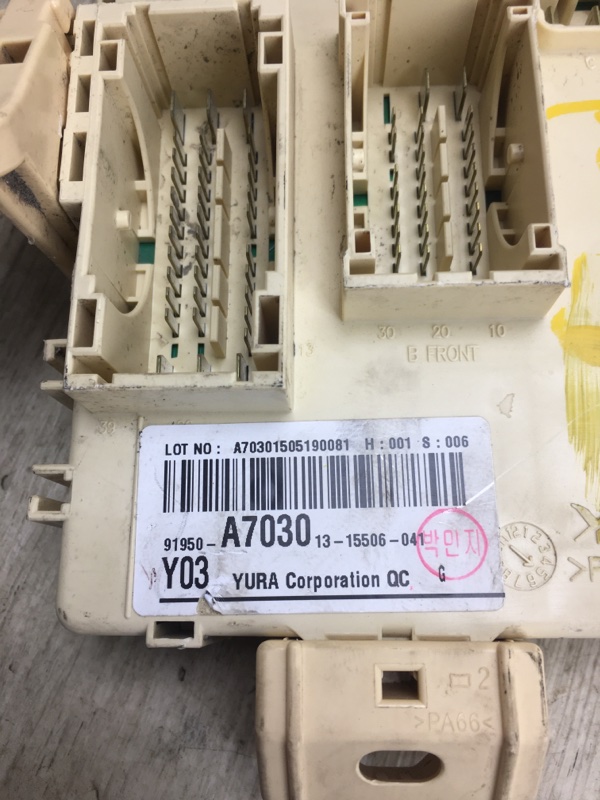 30 20 10
B FRONT
LOT NO : A70301505190081 H : 001 S : 006
91950-A7030 13-15506-041
박민지
Y03 YURA Corporation QC G
2
>PA66<